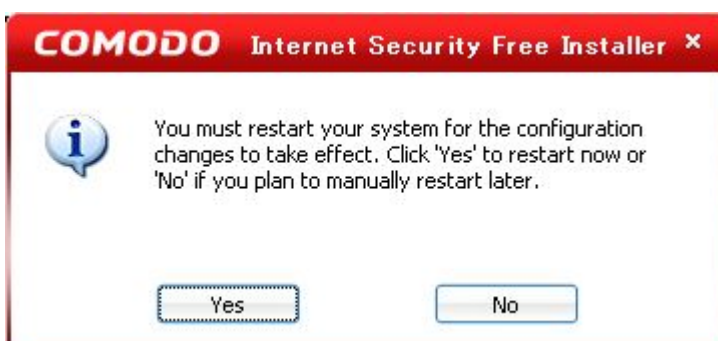 COMODO Internet Security Free Installer ×
You must restart your system for the configuration
changes to take effect. Click 'Yes' to restart now or
'No' if you plan to manually restart later.
Yes No